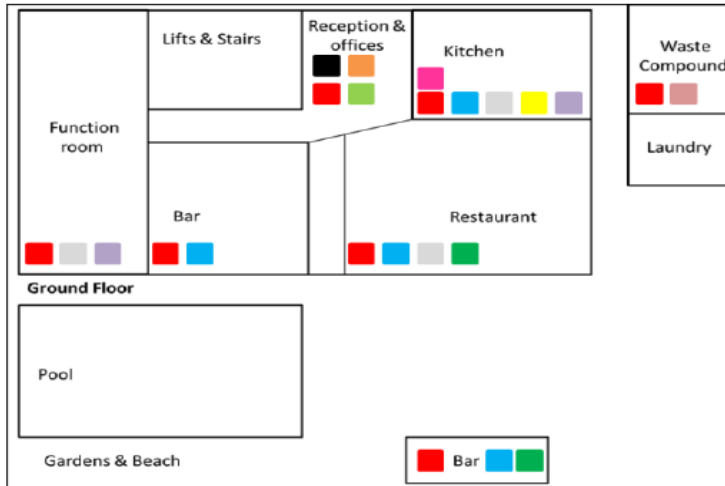 Lifts & Stairs
Reception &
offices
Kitchen
Waste
Compound
Function
room
Laundry
Bar
Restaurant
Ground Floor
Pool
Gardens & Beach
Bar